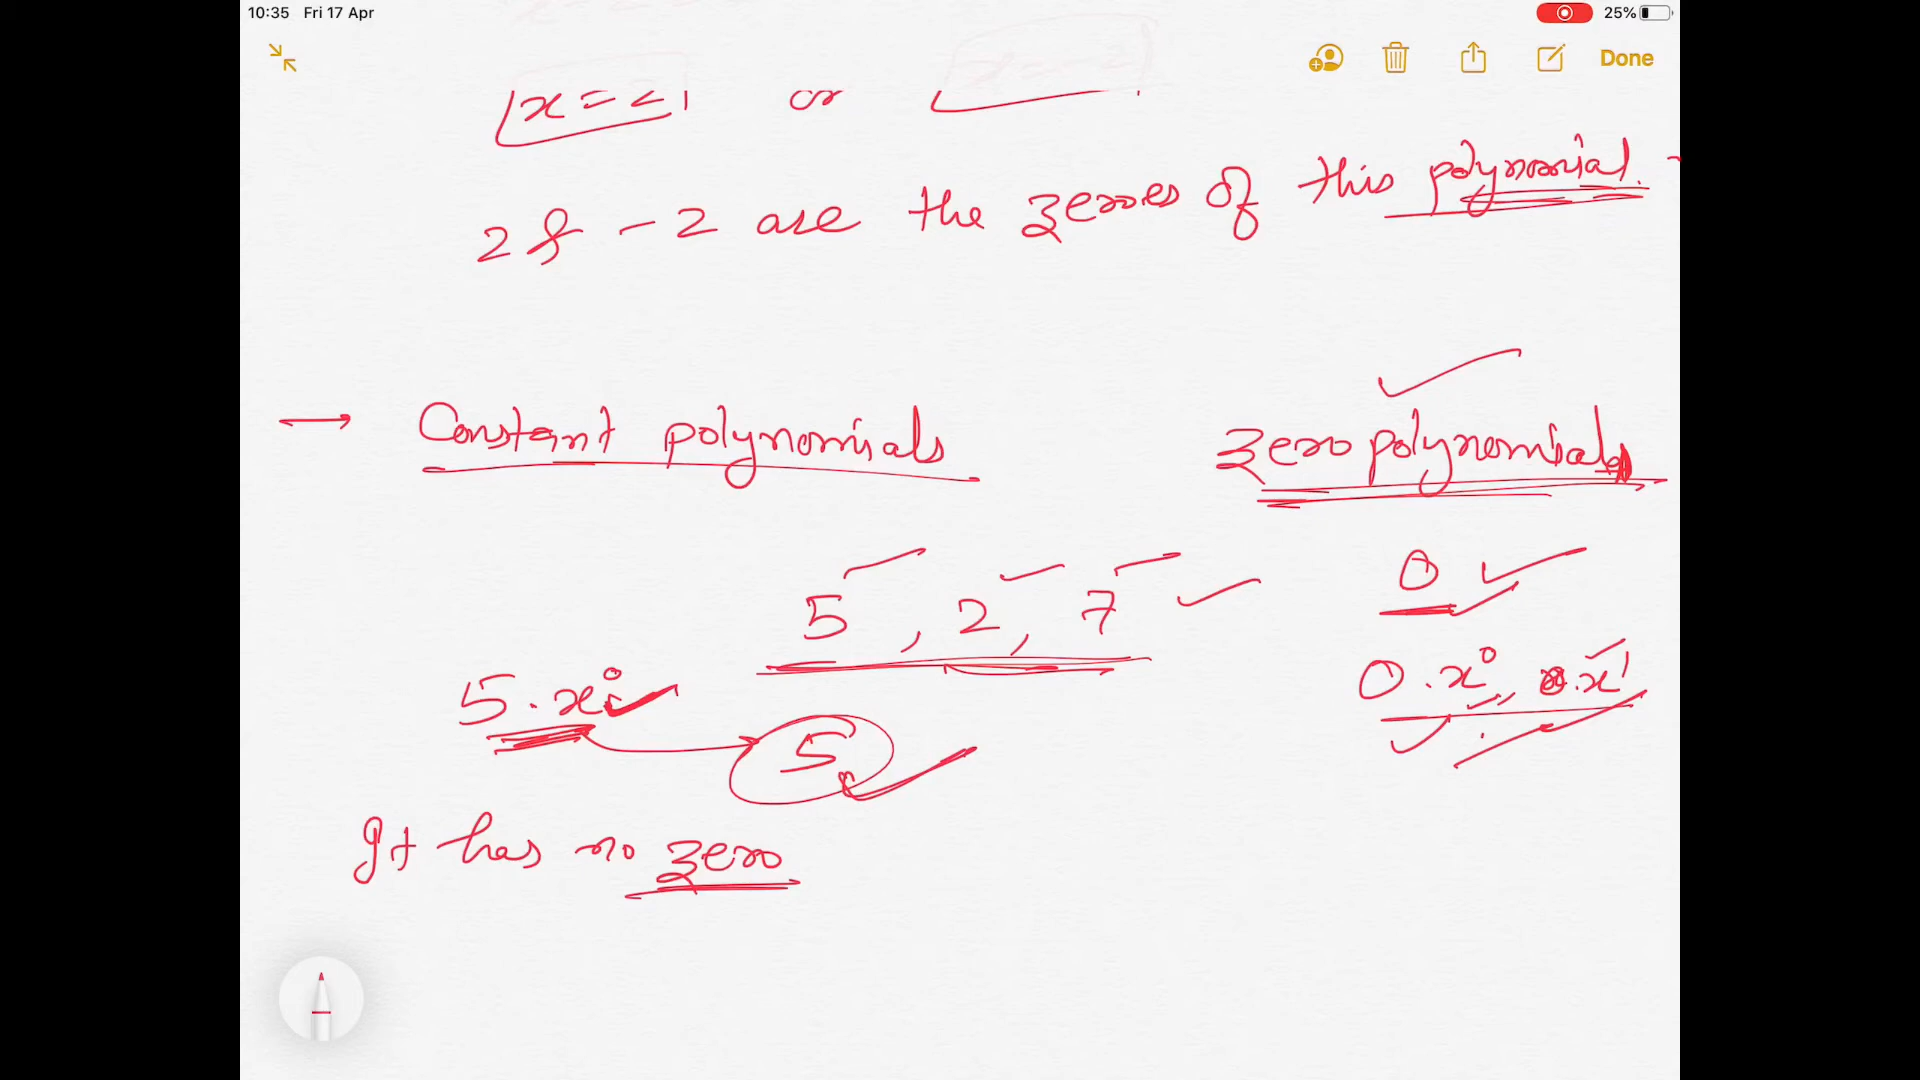 10:35 Fri 17 Apr 25%
Done
x = 2 or
2 & -2 are the zeroes of this polynomial.
→ Constant polynomials zero polynomial
5, 2, 7 0
5.x⁰ 0.x⁰, 0.x¹
5
It has no zero